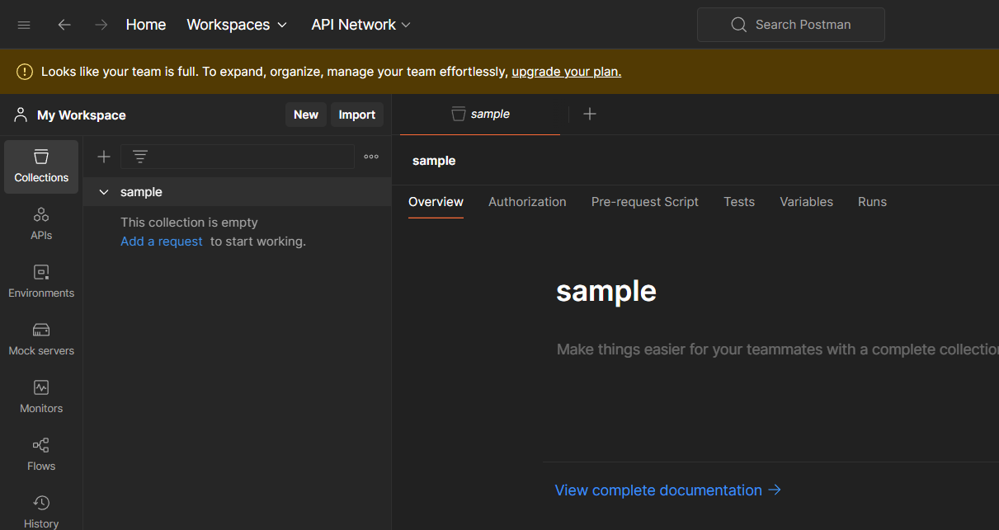 Home Workspaces API Network Search Postman
Looks like your team is full. To expand, organize, manage your team effortlessly, upgrade your plan.
My Workspace New Import sample
sample
Collections
sample
Overview Authorization Pre-request Script Tests Variables Runs
This collection is empty
APIs
Add a request to start working.
Environments
sample
Mock servers
Make things easier for your teammates with a complete collection
Monitors
Flows
View complete documentation →
History